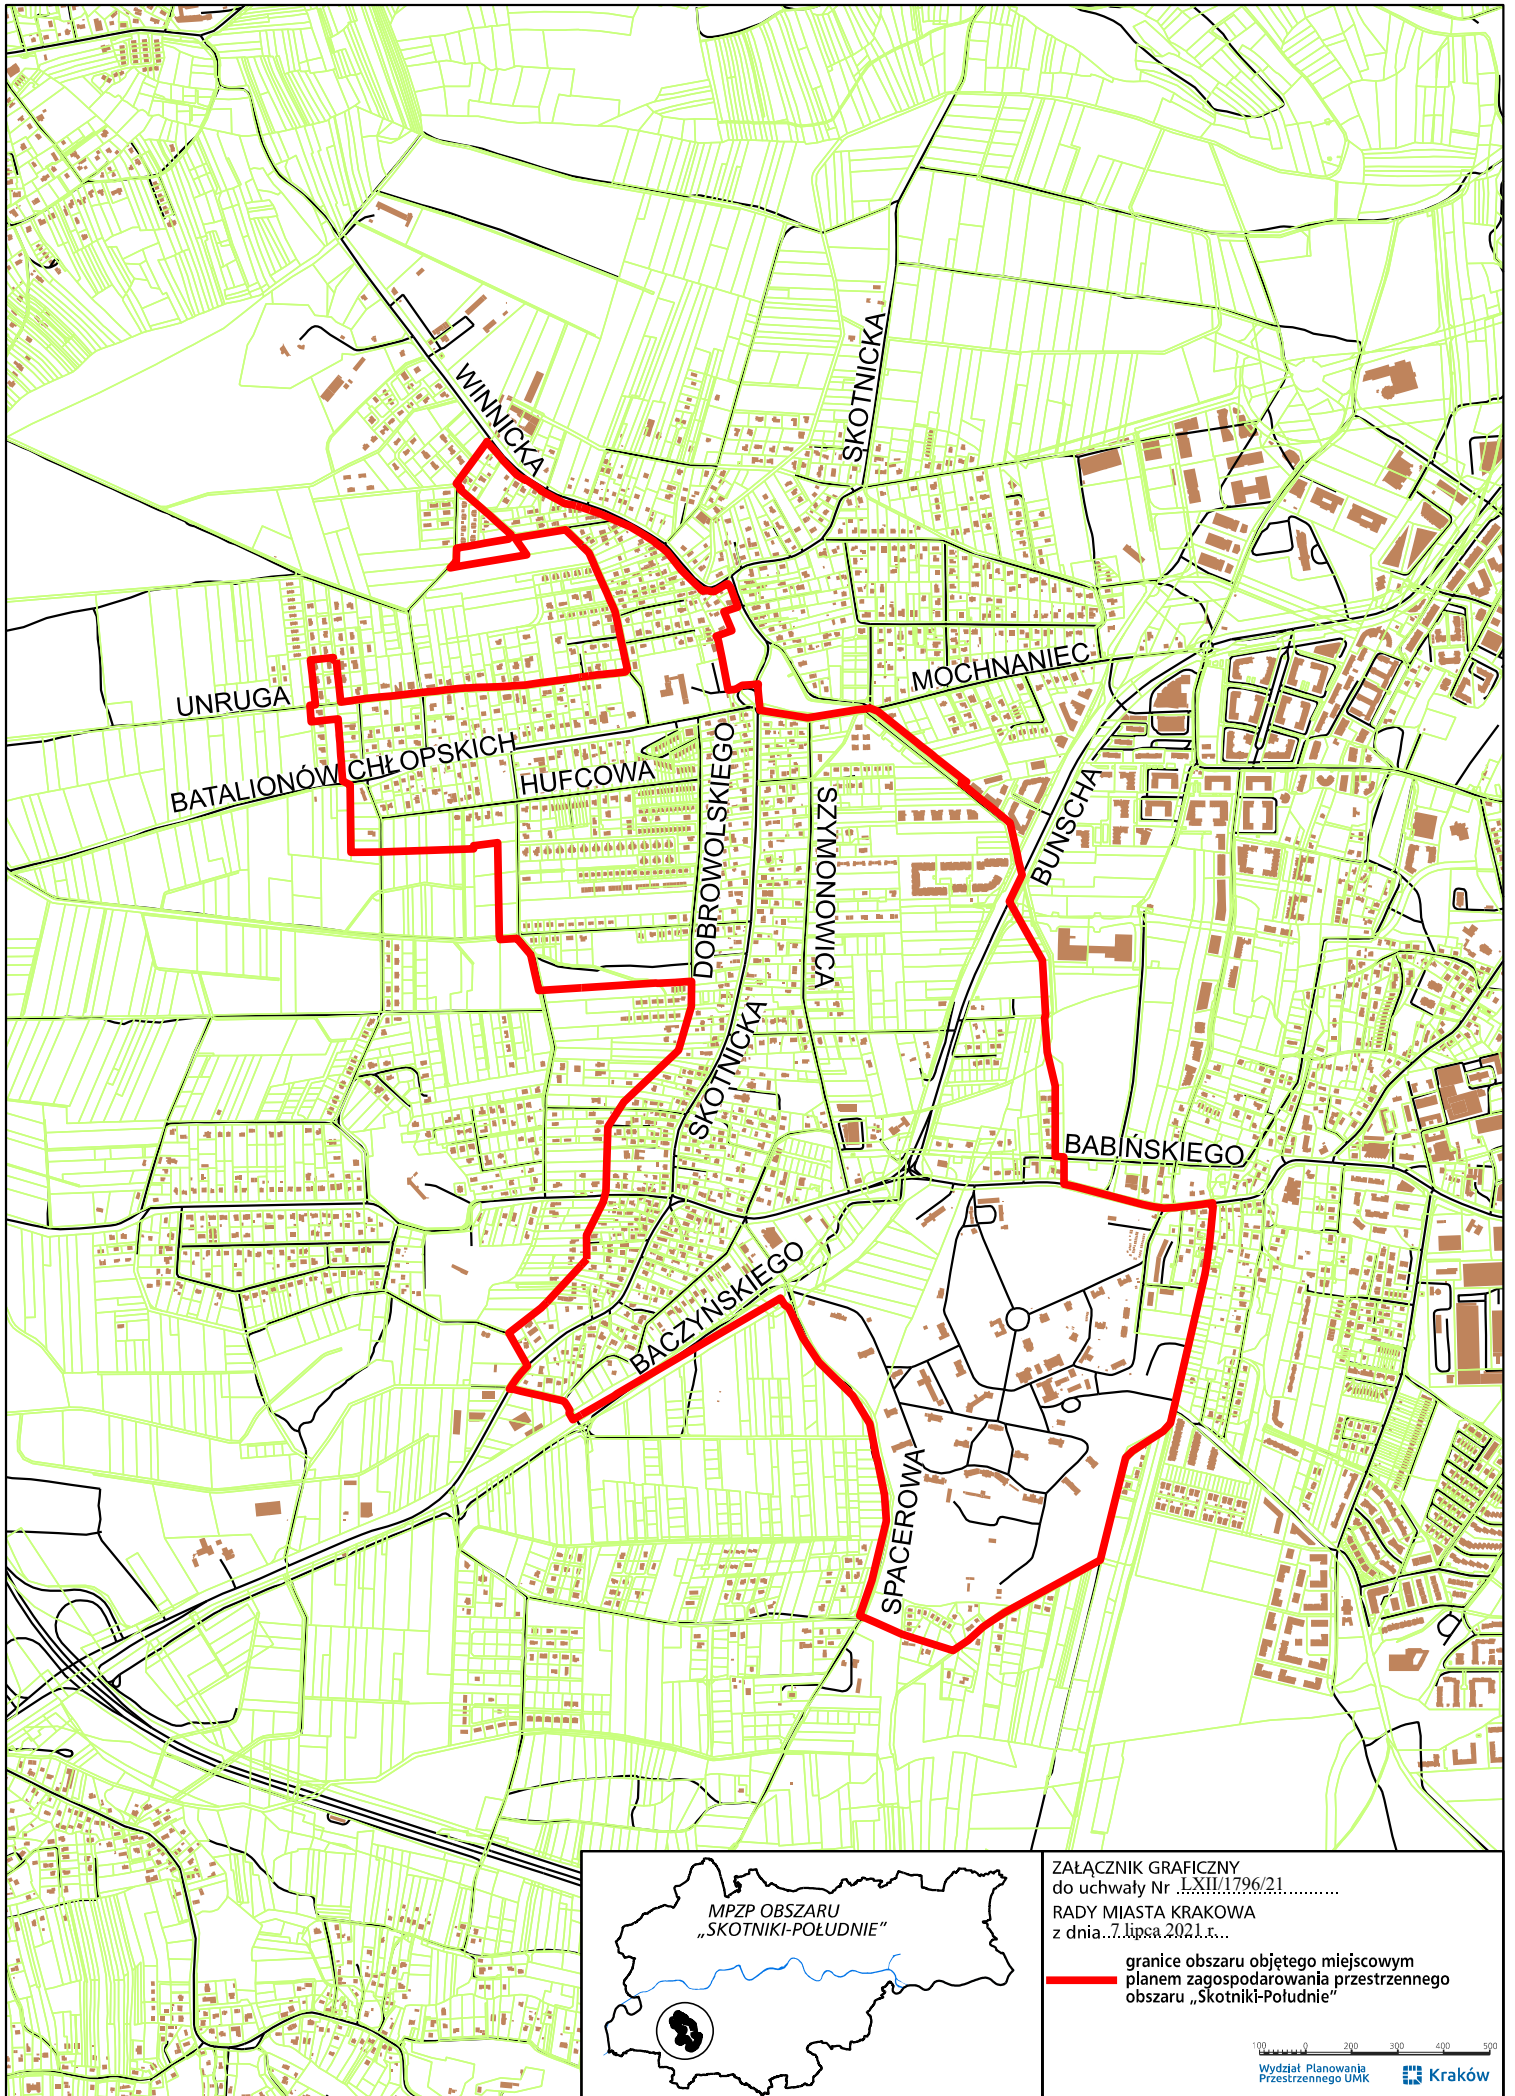 WINNICKA
SKOTNICKA
MOCHNANIEC
UNRUGA
BATALIONÓW CHŁOPSKICH
HUFCOWA
DOBROWOLSKIEGO
SZYMONOWICA
BUNSCHA
SKOTNICKA
BABIŃSKIEGO
BACZYŃSKIEGO
SPACEROWA
MPZP OBSZARU
„SKOTNIKI-POŁUDNIE”
ZAŁĄCZNIK GRAFICZNY
do uchwały Nr LXII/1796/21
RADY MIASTA KRAKOWA
z dnia 7 lipca 2021 r.
granice obszaru objętego miejscowym
planem zagospodarowania przestrzennego
obszaru „Skotniki-Południe”
100 0 200 300 400 500
Wydział Planowania
Przestrzennego UMK
Kraków